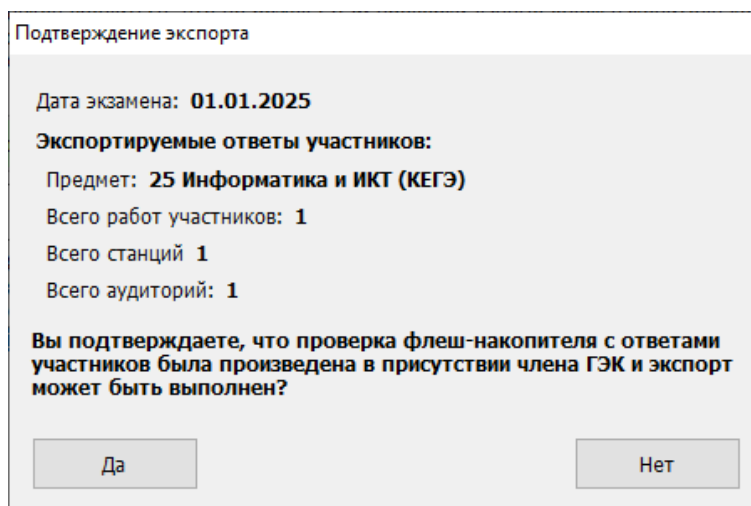 Подтверждение экспорта
Дата экзамена: 01.01.2025
Экспортируемые ответы участников:
Предмет: 25 Информатика и ИКТ (КЕГЭ)
Всего работ участников: 1
Всего станций 1
Всего аудиторий: 1
Вы подтверждаете, что проверка флеш-накопителя с ответами
участников была произведена в присутствии члена ГЭК и экспорт
может быть выполнен?
Да
Нет